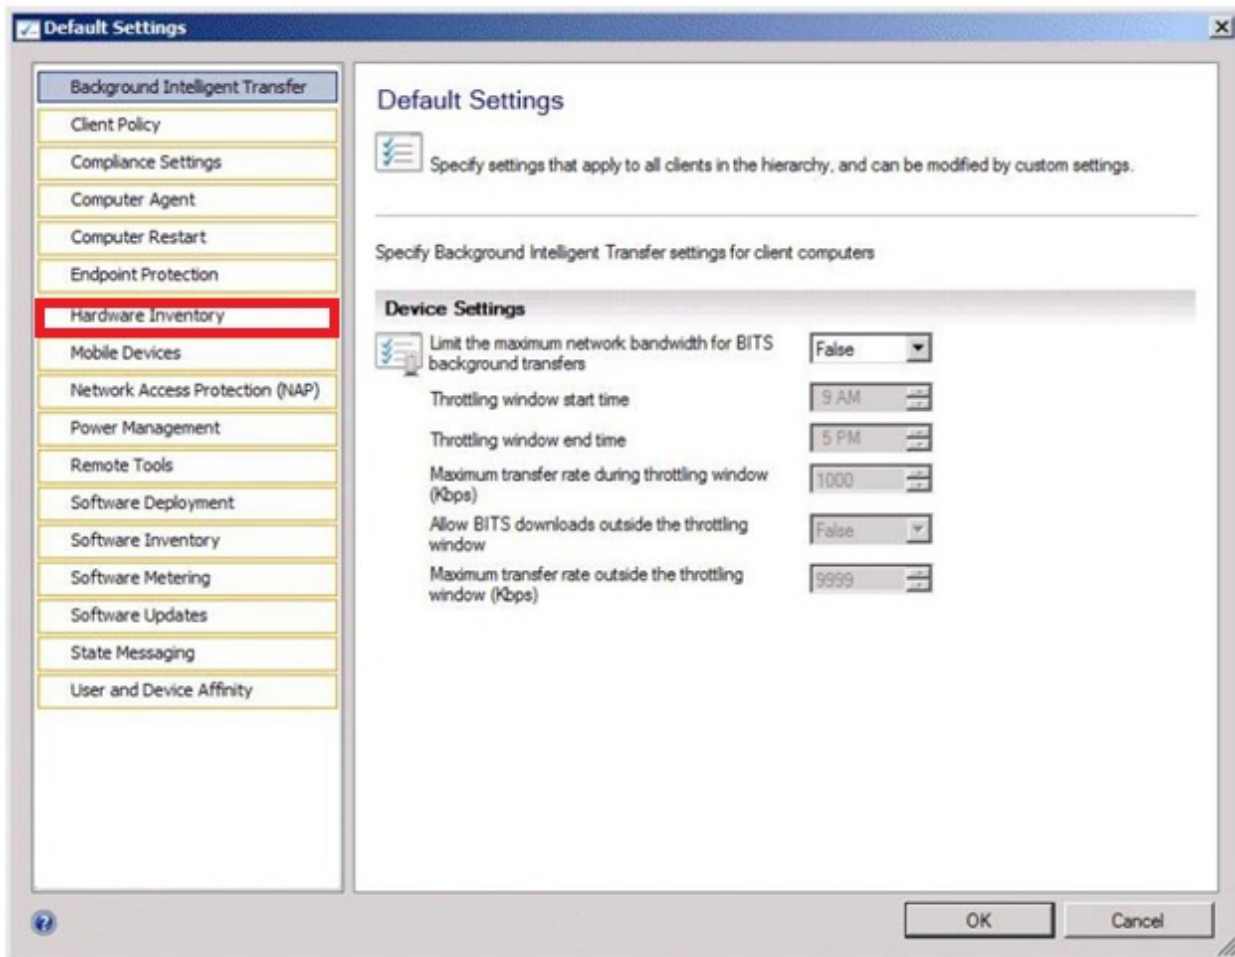 Default Settings
Background Intelligent Transfer
Client Policy
Compliance Settings
Computer Agent
Computer Restart
Endpoint Protection
Hardware Inventory
Mobile Devices
Network Access Protection (NAP)
Power Management
Remote Tools
Software Deployment
Software Inventory
Software Metering
Software Updates
State Messaging
User and Device Affinity
Default Settings
Specify settings that apply to all clients in the hierarchy, and can be modified by custom settings.
Specify Background Intelligent Transfer settings for client computers
Device Settings
Limit the maximum network bandwidth for BITS
background transfers
False
Throttling window start time
9 AM
Throttling window end time
5 PM
Maximum transfer rate during throttling window
(Kbps)
1000
Allow BITS downloads outside the throttling
window
False
Maximum transfer rate outside the throttling
window (Kbps)
9999
OK
Cancel